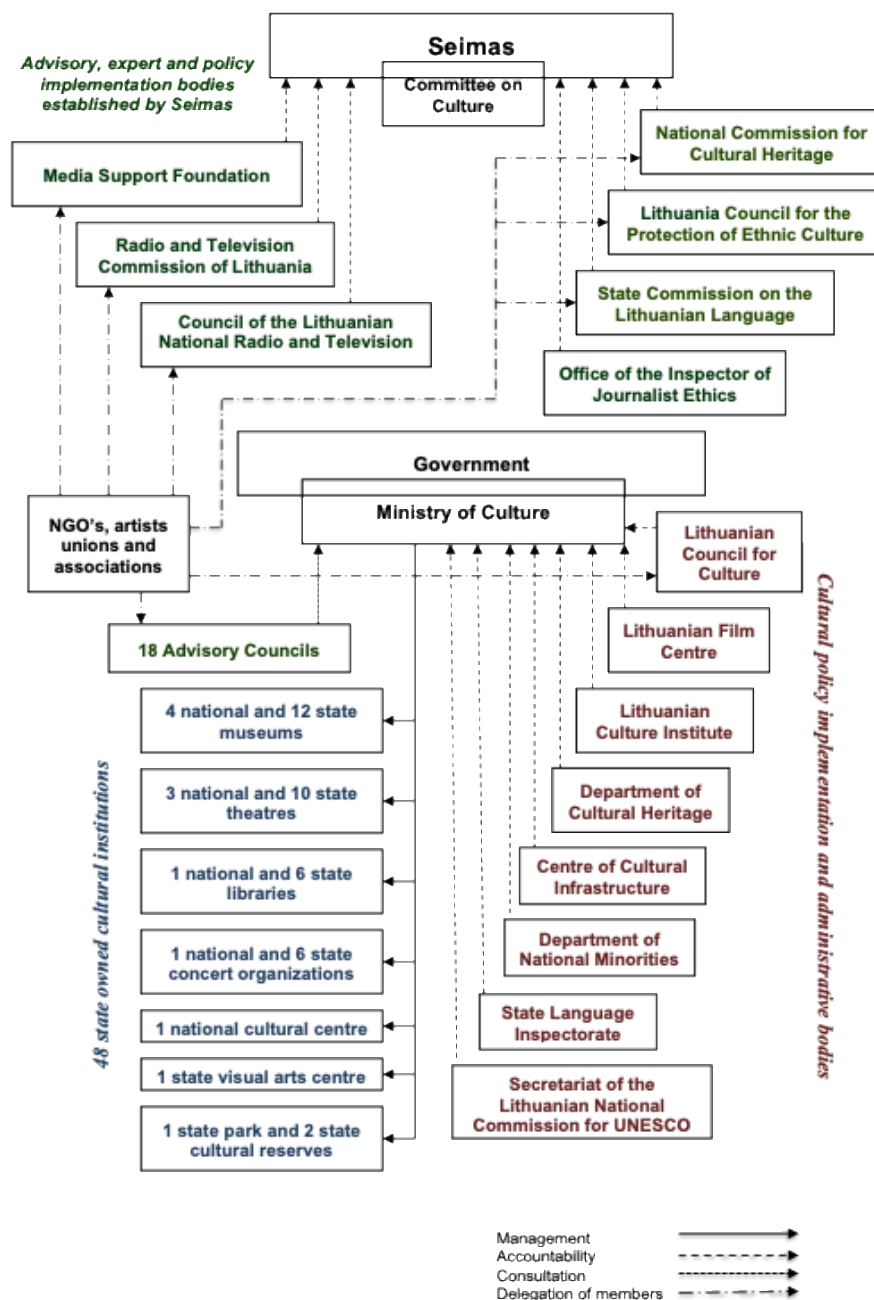 Seimas
Advisory, expert and policy
implementation bodies
established by Seimas
Committee on
Culture
National Commission for
Cultural Heritage
Media Support Foundation
Lithuania Council for the
Protection of Ethnic Culture
Radio and Television
Commission of Lithuania
State Commission on the
Lithuanian Language
Council of the Lithuanian
National Radio and Television
Office of the Inspector of
Journalist Ethics
Government
Ministry of Culture
NGO's, artists
unions and
associations
Lithuanian
Council for
Culture
18 Advisory Councils
Lithuanian Film
Centre
4 national and 12 state
museums
Lithuanian
Culture Institute
3 national and 10 state
theatres
Department of
Cultural Heritage
1 national and 6 state
libraries
Centre of Cultural
Infrastructure
1 national and 6 state
concert organizations
Department of
National Minorities
1 national cultural centre
State Language
Inspectorate
1 state visual arts centre
Secretariat of the
Lithuanian National
Commission for UNESCO
1 state park and 2 state
cultural reserves
48 state owned cultural institutions
Cultural policy implementation and administrative bodies
Management
Accountability
Consultation
Delegation of members